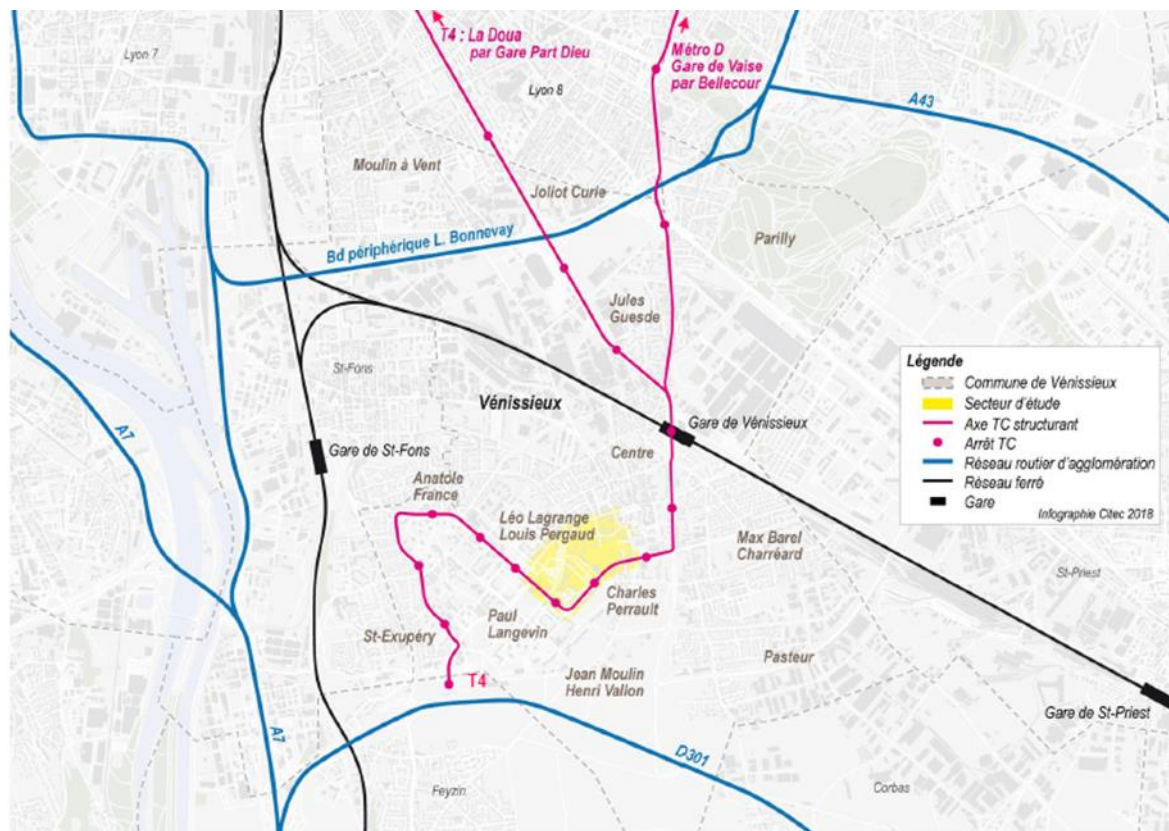 T4 : La Doua
par Gare Part Dieu
Métro D
Gare de Vaise
par Bellecour
Lyon 7
Lyon 8
A43
Moulin à Vent
Joliot Curie
Parilly
Bd périphérique L. Bonnevay
Jules
Guesde
St-Fons
Vénissieux
A7
Gare de St-Fons
Gare de Vénissieux
Centre
Légende
Commune de Vénissieux
Secteur d'étude
Axe TC structurant
Arrêt TC
Réseau routier d'agglomération
Réseau ferré
Gare
Infographie Citec 2018
Anatole
France
Léo Lagrange
Louis Pergaud
Max Barel
Charréard
St-Priest
Charles
Perrault
Paul
Langevin
St-Exupéry
Pasteur
Jean Moulin
Henri Vallon
T4
Gare de St-Priest
A7
D301
Feyzin
Corbas